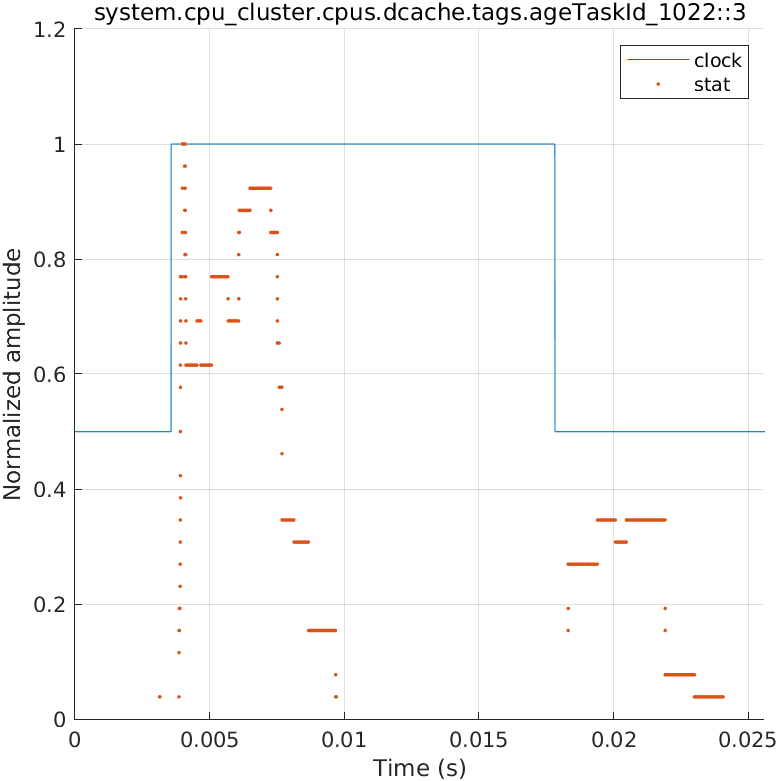 system.cpu_cluster.cpus.dcache.tags.ageTaskId_1022::3
clock
stat
Normalized amplitude
1.2
1
0.8
0.6
0.4
0.2
0
0 0.005 0.01 0.015 0.02 0.025
Time (s)